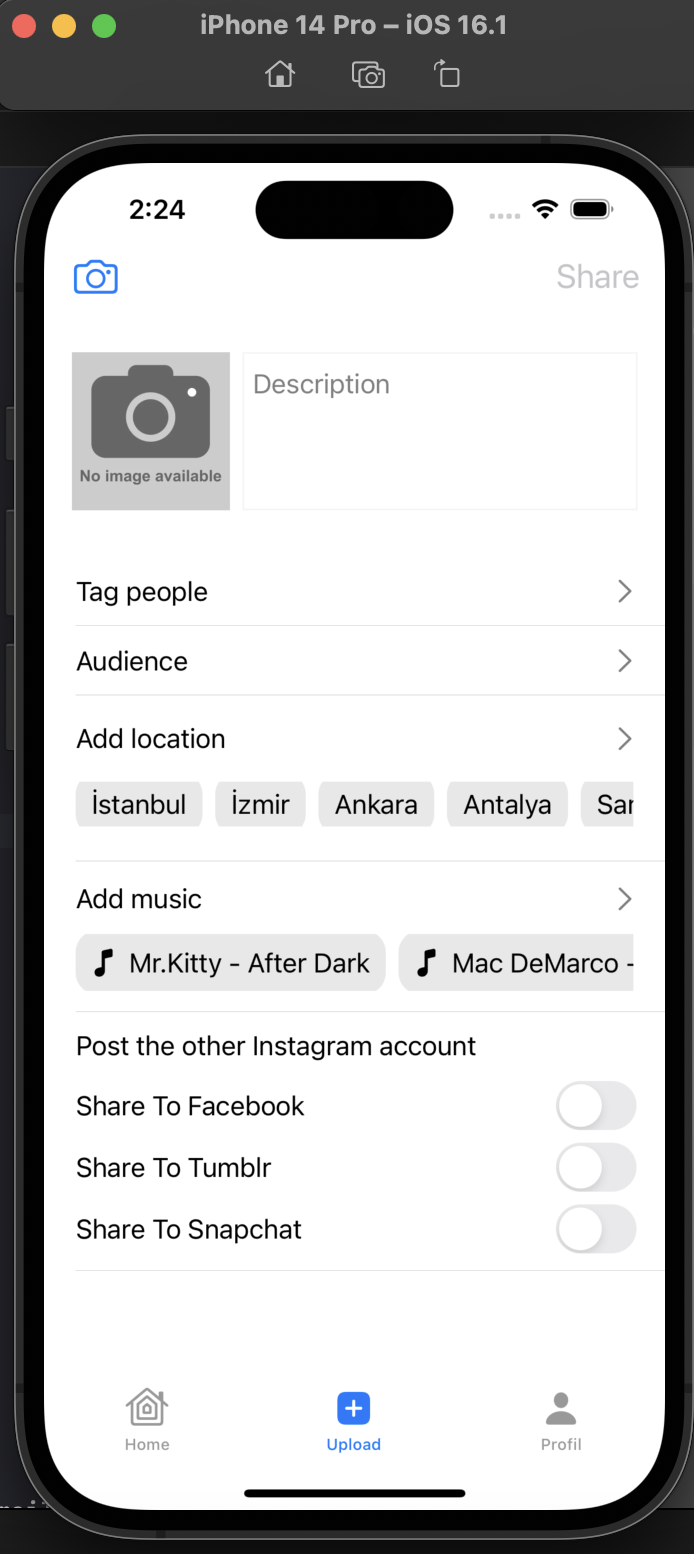 iPhone 14 Pro – iOS 16.1
2:24
Share
No image available
Description
Tag people
Audience
Add location
İstanbul İzmir Ankara Antalya
Add music
Mr.Kitty - After Dark Mac DeMarco -
Post the other Instagram account
Share To Facebook
Share To Tumblr
Share To Snapchat
Home Upload Profil